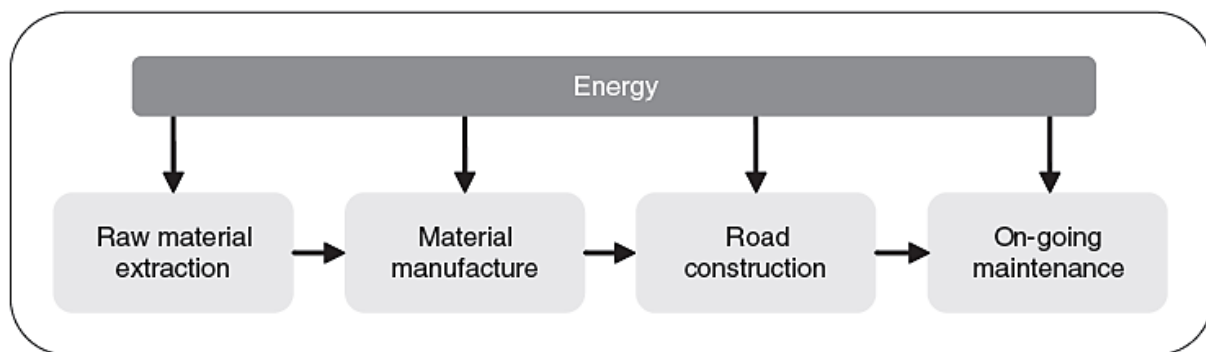 Energy
Raw material
extraction
Material
manufacture
Road
construction
On-going
maintenance